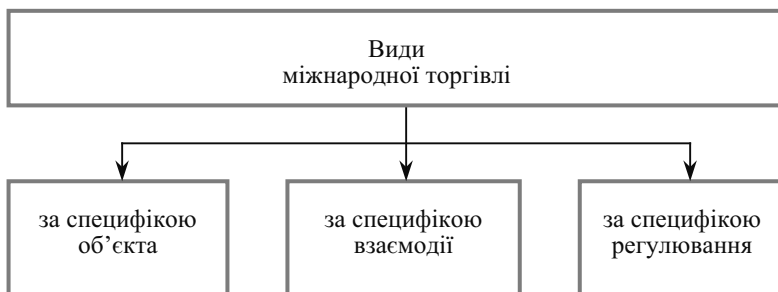 Види
міжнародної торгівлі
за специфікою
об’єкта
за специфікою
взаємодії
за специфікою
регулювання